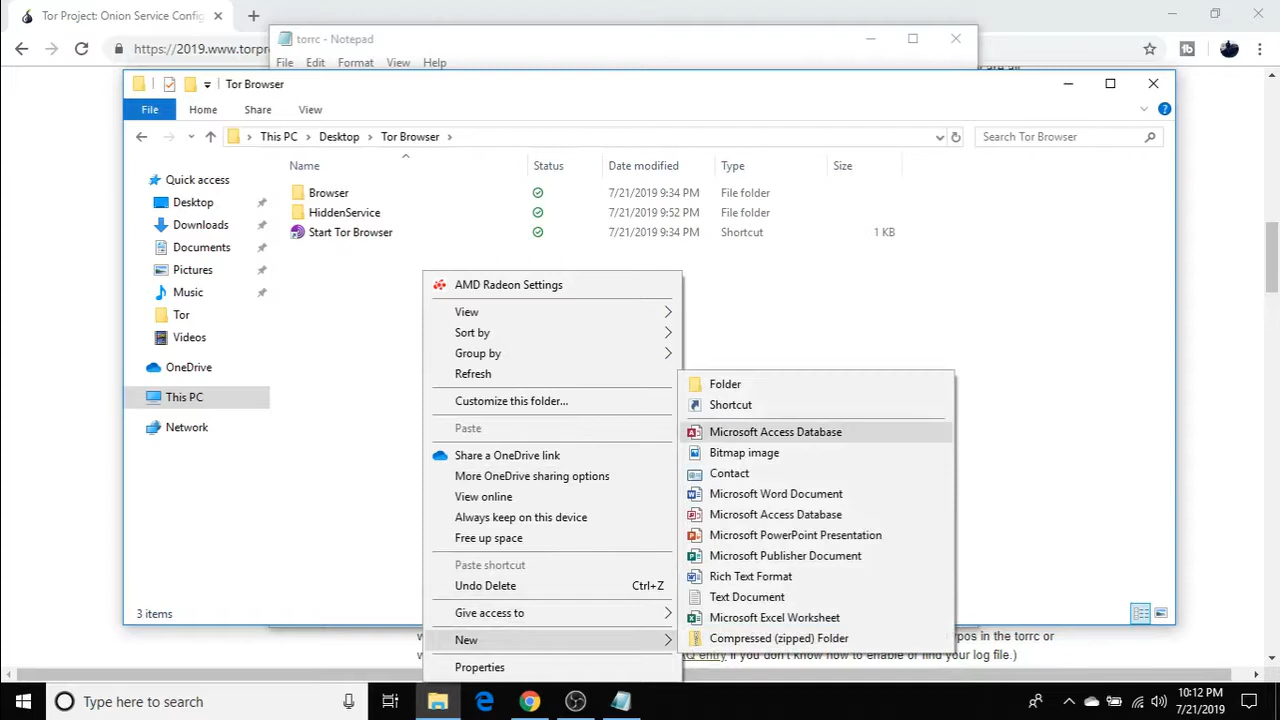 Tor Project: Onion Service Config
https://2019.www.torpr
are all
torrc - Notepad
File Edit Format View Help
Tor Browser
File Home Share View
This PC > Desktop > Tor Browser >
Search Tor Browser
Name Status Date modified Type Size
Quick access
Desktop
Downloads
Documents
Pictures
Music
Tor
Videos
OneDrive
This PC
Network
Browser 7/21/2019 9:34 PM File folder
HiddenService 7/21/2019 9:52 PM File folder
Start Tor Browser 7/21/2019 9:34 PM Shortcut 1 KB
AMD Radeon Settings
View
Sort by
Group by
Refresh
Customize this folder...
Paste
Share a OneDrive link
More OneDrive sharing options
View online
Always keep on this device
Free up space
Paste shortcut
Undo Delete Ctrl+Z
Give access to
New
Properties
Folder
Shortcut
Microsoft Access Database
Bitmap image
Contact
Microsoft Word Document
Microsoft Access Database
Microsoft PowerPoint Presentation
Microsoft Publisher Document
Rich Text Format
Text Document
Microsoft Excel Worksheet
Compressed (zipped) Folder
3 items
typos in the torrc or
entry if you don't know how to enable or find your log file.)
Type here to search
10:12 PM
7/21/2019